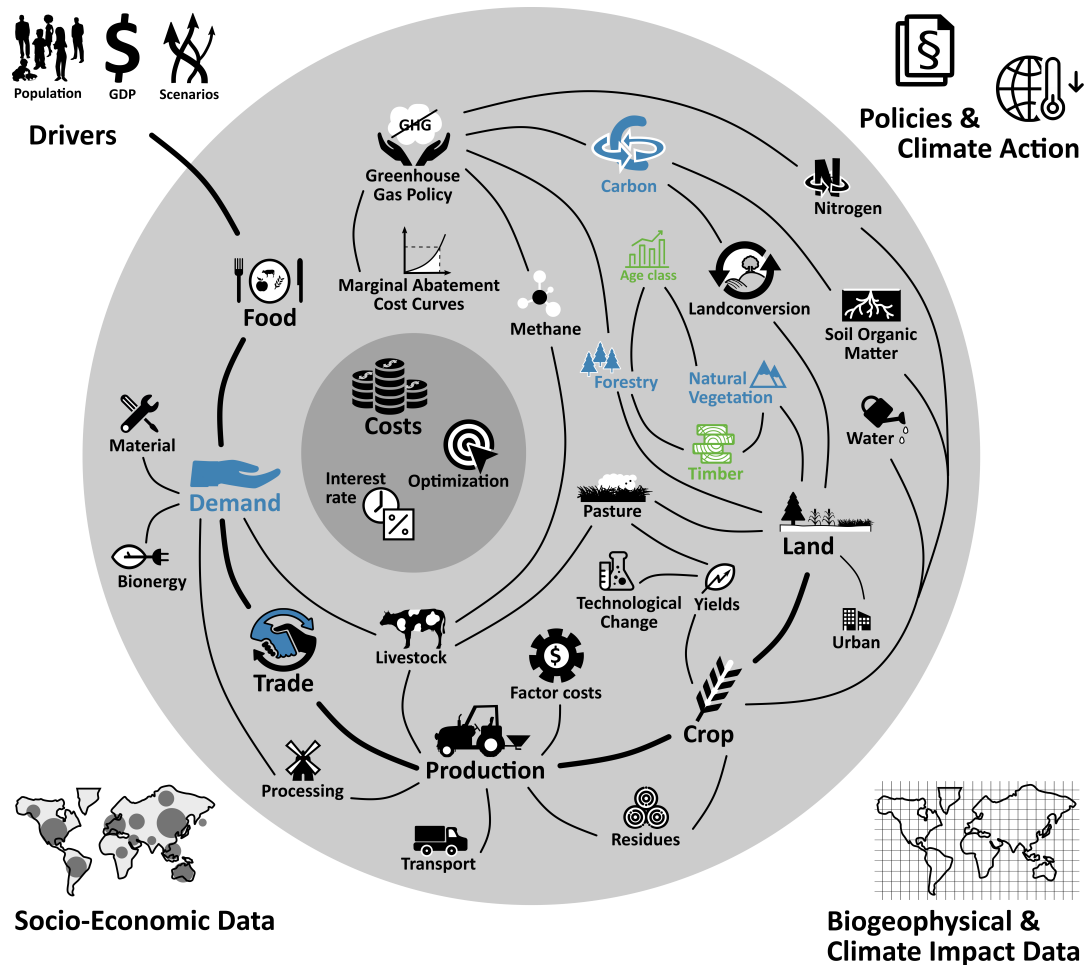 Population
GDP
Scenarios
Drivers
§
Policies &
Climate Action
GHG
Greenhouse
Gas Policy
Carbon
N
Nitrogen
Marginal Abatement
Cost Curves
Methane
Age class
Landconversion
Soil Organic
Matter
Food
Forestry
Natural
Vegetation
Costs
Optimization
Interest
rate
%
Material
Demand
Bionergy
Water
Timber
Pasture
Land
Technological
Change
Yields
Urban
Trade
Livestock
$
Factor costs
Crop
Production
Processing
Residues
Transport
Socio-Economic Data
Biogeophysical &
Climate Impact Data